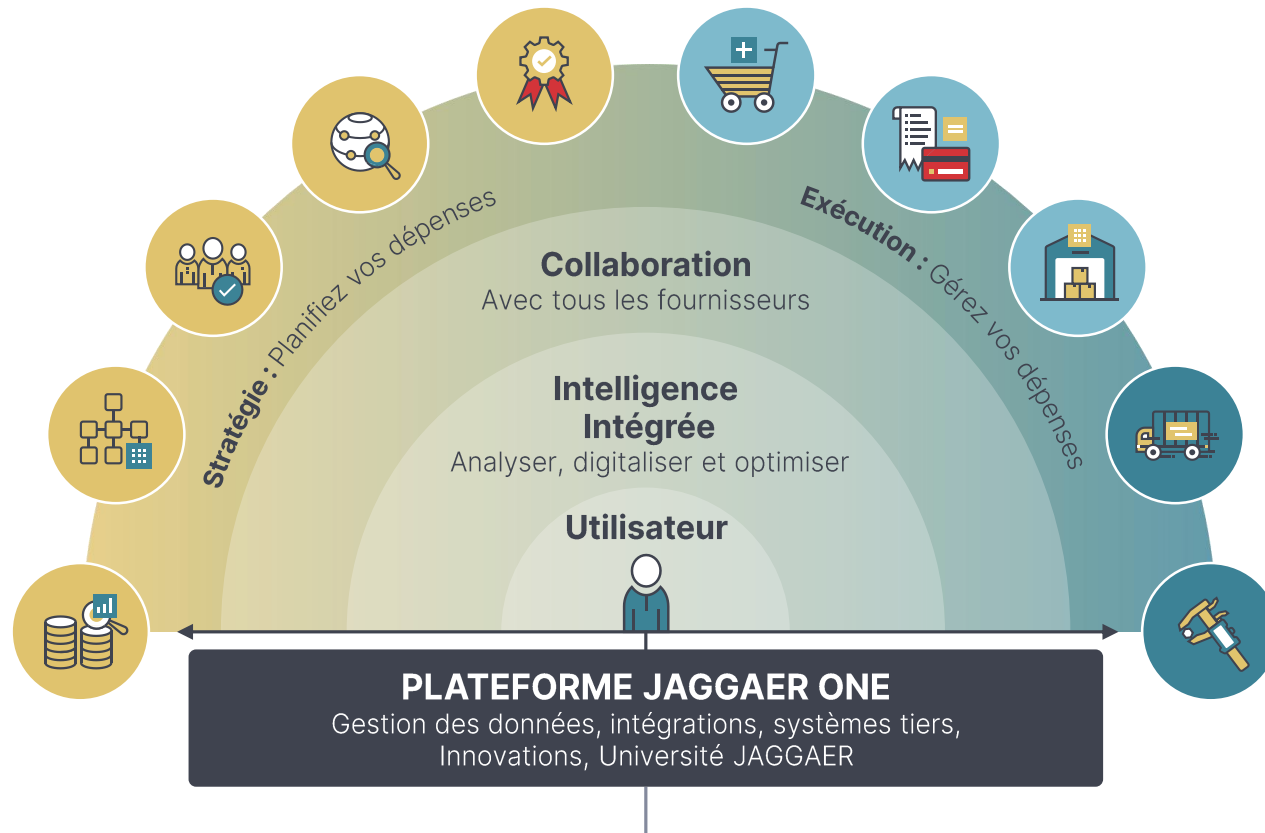 Stratégie : Planifiez vos dépenses
Exécution : Gérez vos dépenses
Collaboration
Avec tous les fournisseurs
Intelligence
Intégrée
Analyser, digitaliser et optimiser
Utilisateur
PLATEFORME JAGGAER ONE
Gestion des données, intégrations, systèmes tiers,
Innovations, Université JAGGAER